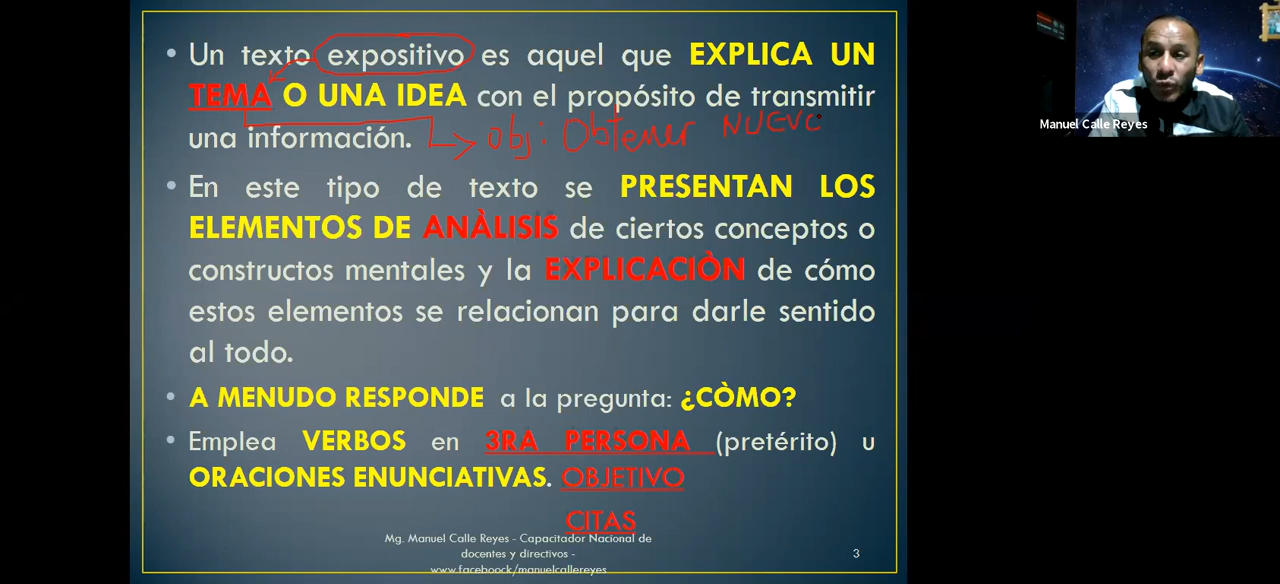 • Un texto expositivo es aquel que EXPLICA UN
TEMA O UNA IDEA con el propósito de transmitir
una información. obj: Obtener NUEVO
• En este tipo de texto se PRESENTAN LOS
ELEMENTOS DE ANÀLISIS de ciertos conceptos o
constructos mentales y la EXPLICACIÒN de cómo
estos elementos se relacionan para darle sentido
al todo.
• A MENUDO RESPONDE a la pregunta: ¿CÒMO?
• Emplea VERBOS en 3RA PERSONA (pretérito) u
ORACIONES ENUNCIATIVAS. OBJETIVO
CITAS
Mg. Manuel Calle Reyes - Capacitador Nacional de
docentes y directivos -
www.faceboock/manuelcallereyes
3
Manuel Calle Reyes